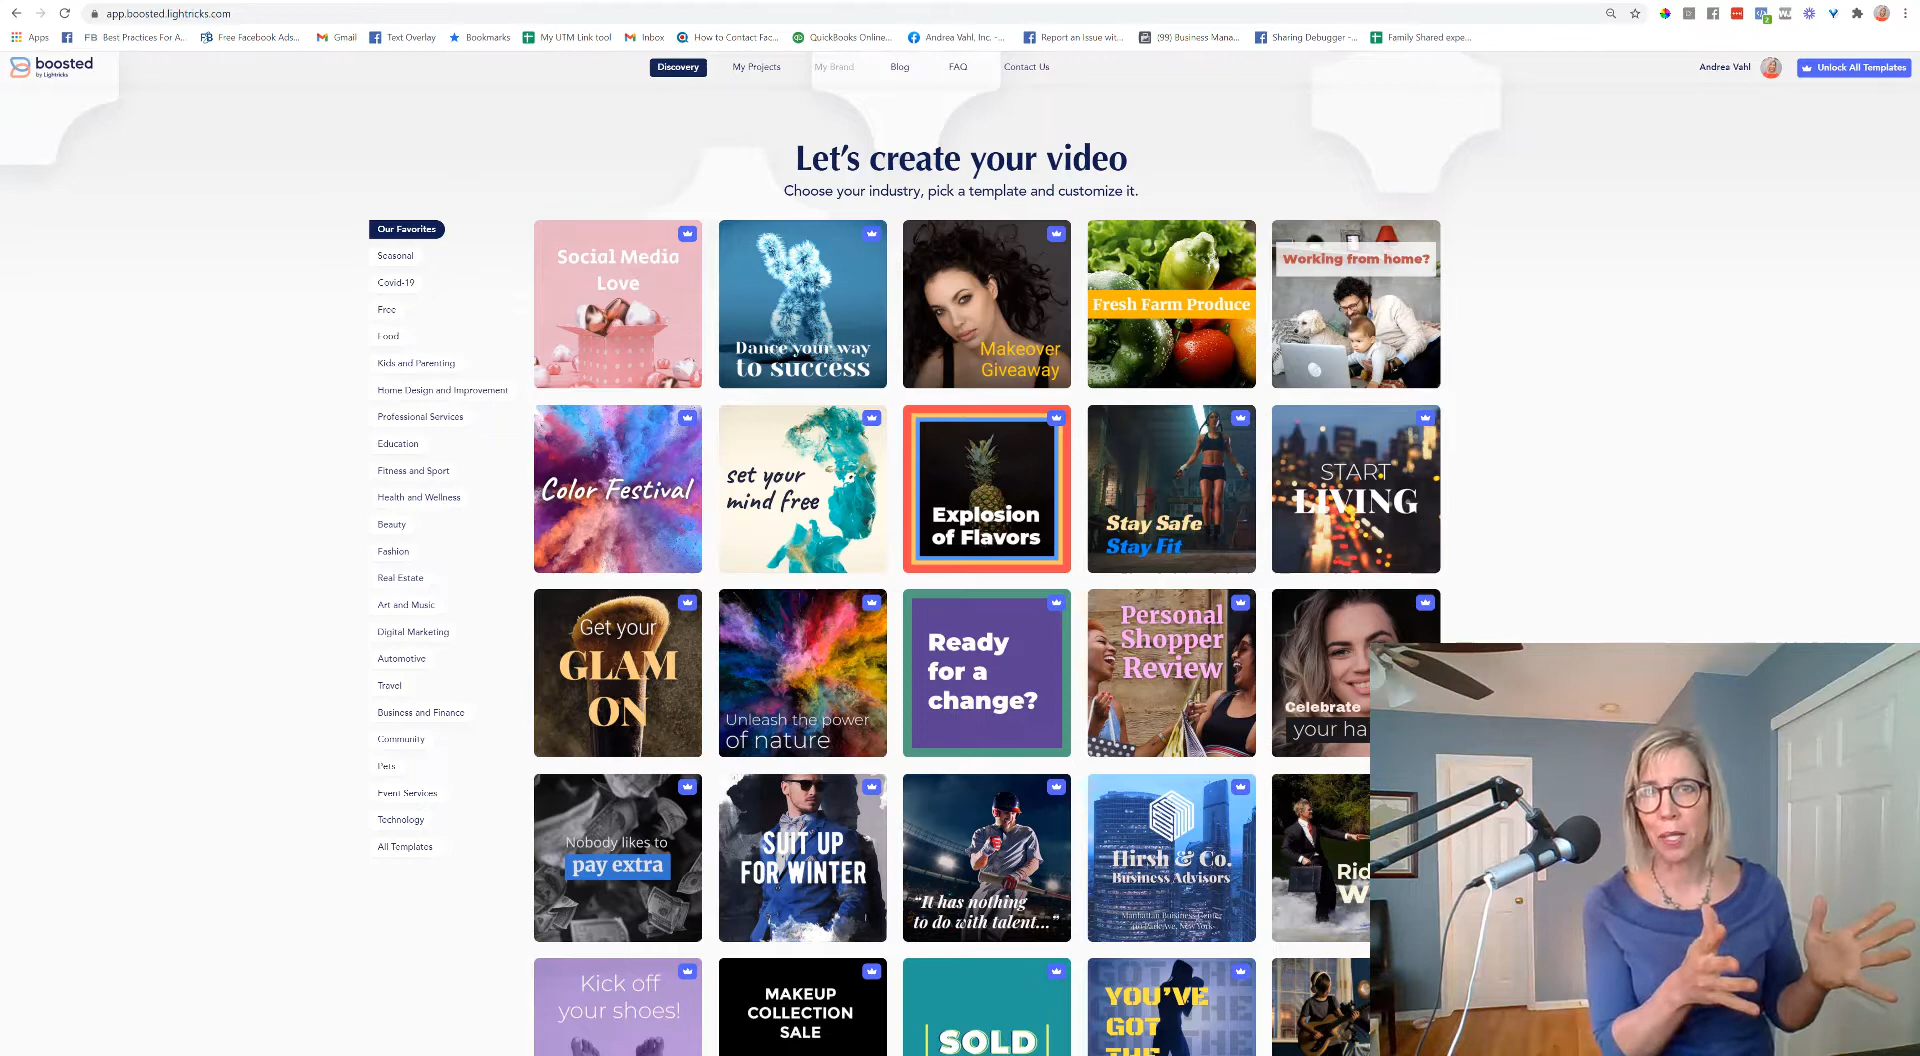 app.boosted.lightricks.com
Apps
Best Practices For A...
Free Facebook Ads...
Gmail
Text Overlay
Bookmarks
My UTM Link tool
Inbox
How to Contact Fac...
QuickBooks Online...
Andrea Vahl, Inc. -...
Report an Issue wit...
(99) Business Mana...
Sharing Debugger -...
Family Shared expe...
boosted
by Lightricks
Discovery
My Projects
My Brand
Blog
FAQ
Contact Us
Andrea Vahl
Unlock All Templates
Let's create your video
Choose your industry, pick a template and customize it.
Our Favorites
Seasonal
Covid-19
Free
Food
Kids and Parenting
Home Design and Improvement
Professional Services
Education
Fitness and Sport
Health and Wellness
Beauty
Fashion
Real Estate
Art and Music
Digital Marketing
Automotive
Travel
Business and Finance
Community
Pets
Event Services
Technology
All Templates
Social Media
Love
Dance your way
to success
Makeover
Giveaway
Fresh Farm Produce
Working from home?
Color Festival
set your
mind free
Explosion
of Flavors
Stay Safe
Stay Fit
START
LIVING
Get your
GLAM
ON
Unleash the power
of nature
Ready
for a
change?
Personal
Shopper
Review
Celebrate
your ha
Nobody likes to
pay extra
SUIT UP
FOR WINTER
"It has nothing
to do with talent..."
Hirsh & Co.
Business Advisors
Rid
W
Kick off
your shoes!
MAKEUP
COLLECTION
SALE
SOLD
YOU'VE
GOT
THE